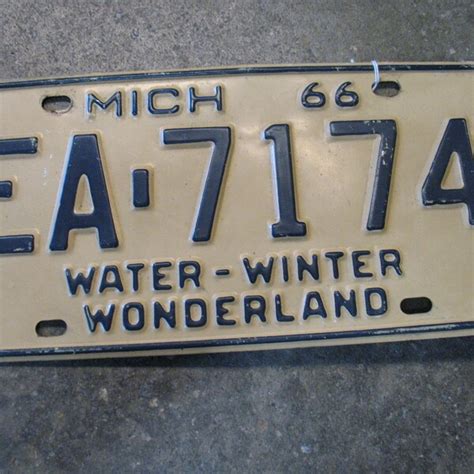 MICH 66
EA-7174
WATER-WINTER
WONDERLAND